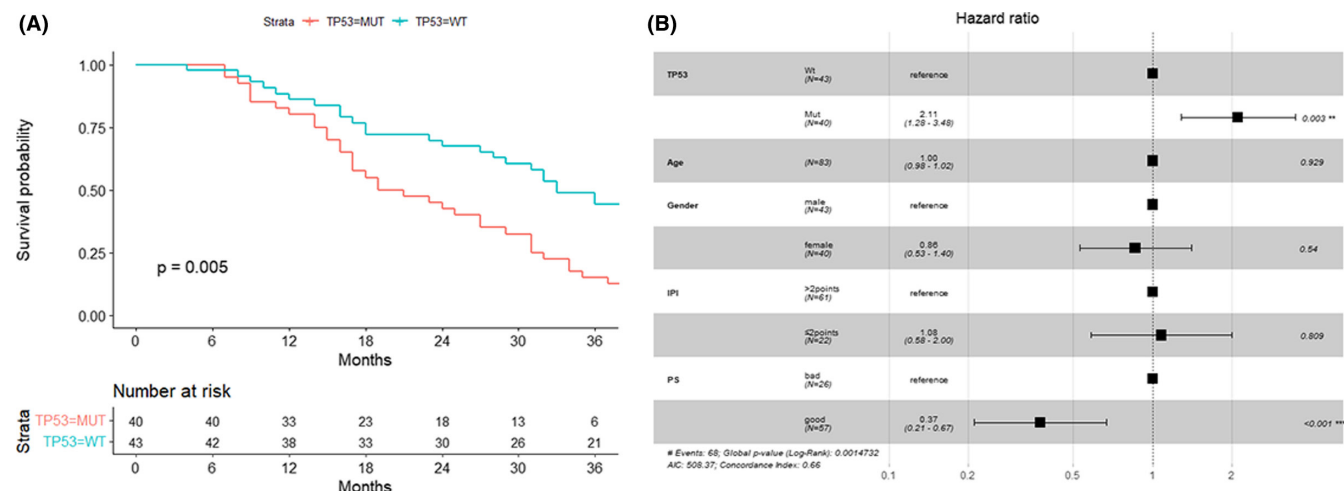 (A)
Strata TP53=MUT TP53=WT
1.00
0.75
0.50
0.25
0.00
Survival probability
p = 0.005
0 6 12 18 24 30 36
Months
Number at risk
Strata
TP53=MUT 40 40 33 23 18 13 6
TP53=WT 43 42 38 33 30 26 21
0 6 12 18 24 30 36
Months
(B)
Hazard ratio
TP53 Wt (N=43) reference
Mut (N=40) 2.11 (1.28 - 3.48) 0.003 **
Age (N=83) 1.00 (0.98 - 1.02) 0.929
Gender male (N=43) reference
female (N=40) 0.86 (0.53 - 1.40) 0.54
IPI >2points (N=61) reference
≤2points (N=22) 1.08 (0.58 - 2.00) 0.809
PS bad (N=26) reference
good (N=57) 0.37 (0.21 - 0.67) <0.001 ***
# Events: 68; Global p-value (Log-Rank): 0.0014732
AIC: 508.37; Concordance Index: 0.66
0.1 0.2 0.5 1 2